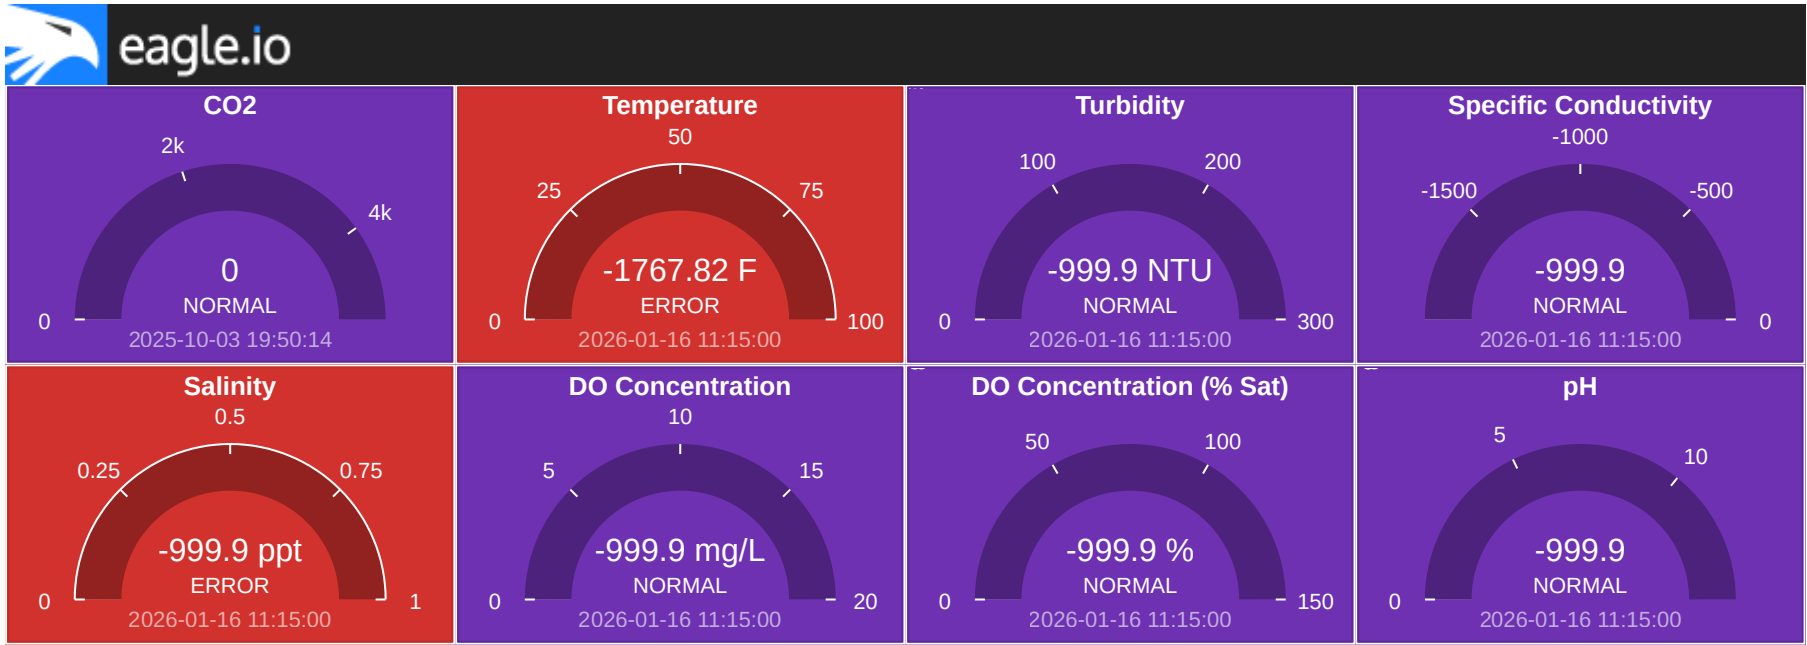 eagle.io
CO2
2k
4k
0
0
NORMAL
2025-10-03 19:50:14
Temperature
50
25
75
-1767.82 F
ERROR
0
100
2026-01-16 11:15:00
Turbidity
100
200
-999.9 NTU
NORMAL
0
300
2026-01-16 11:15:00
Specific Conductivity
-1000
-1500
-500
-999.9
NORMAL
0
2026-01-16 11:15:00
Salinity
0.5
0.25
0.75
-999.9 ppt
ERROR
0
1
2026-01-16 11:15:00
DO Concentration
10
5
15
-999.9 mg/L
NORMAL
0
20
2026-01-16 11:15:00
DO Concentration (% Sat)
50
100
-999.9 %
NORMAL
0
150
2026-01-16 11:15:00
pH
5
10
-999.9
NORMAL
0
2026-01-16 11:15:00